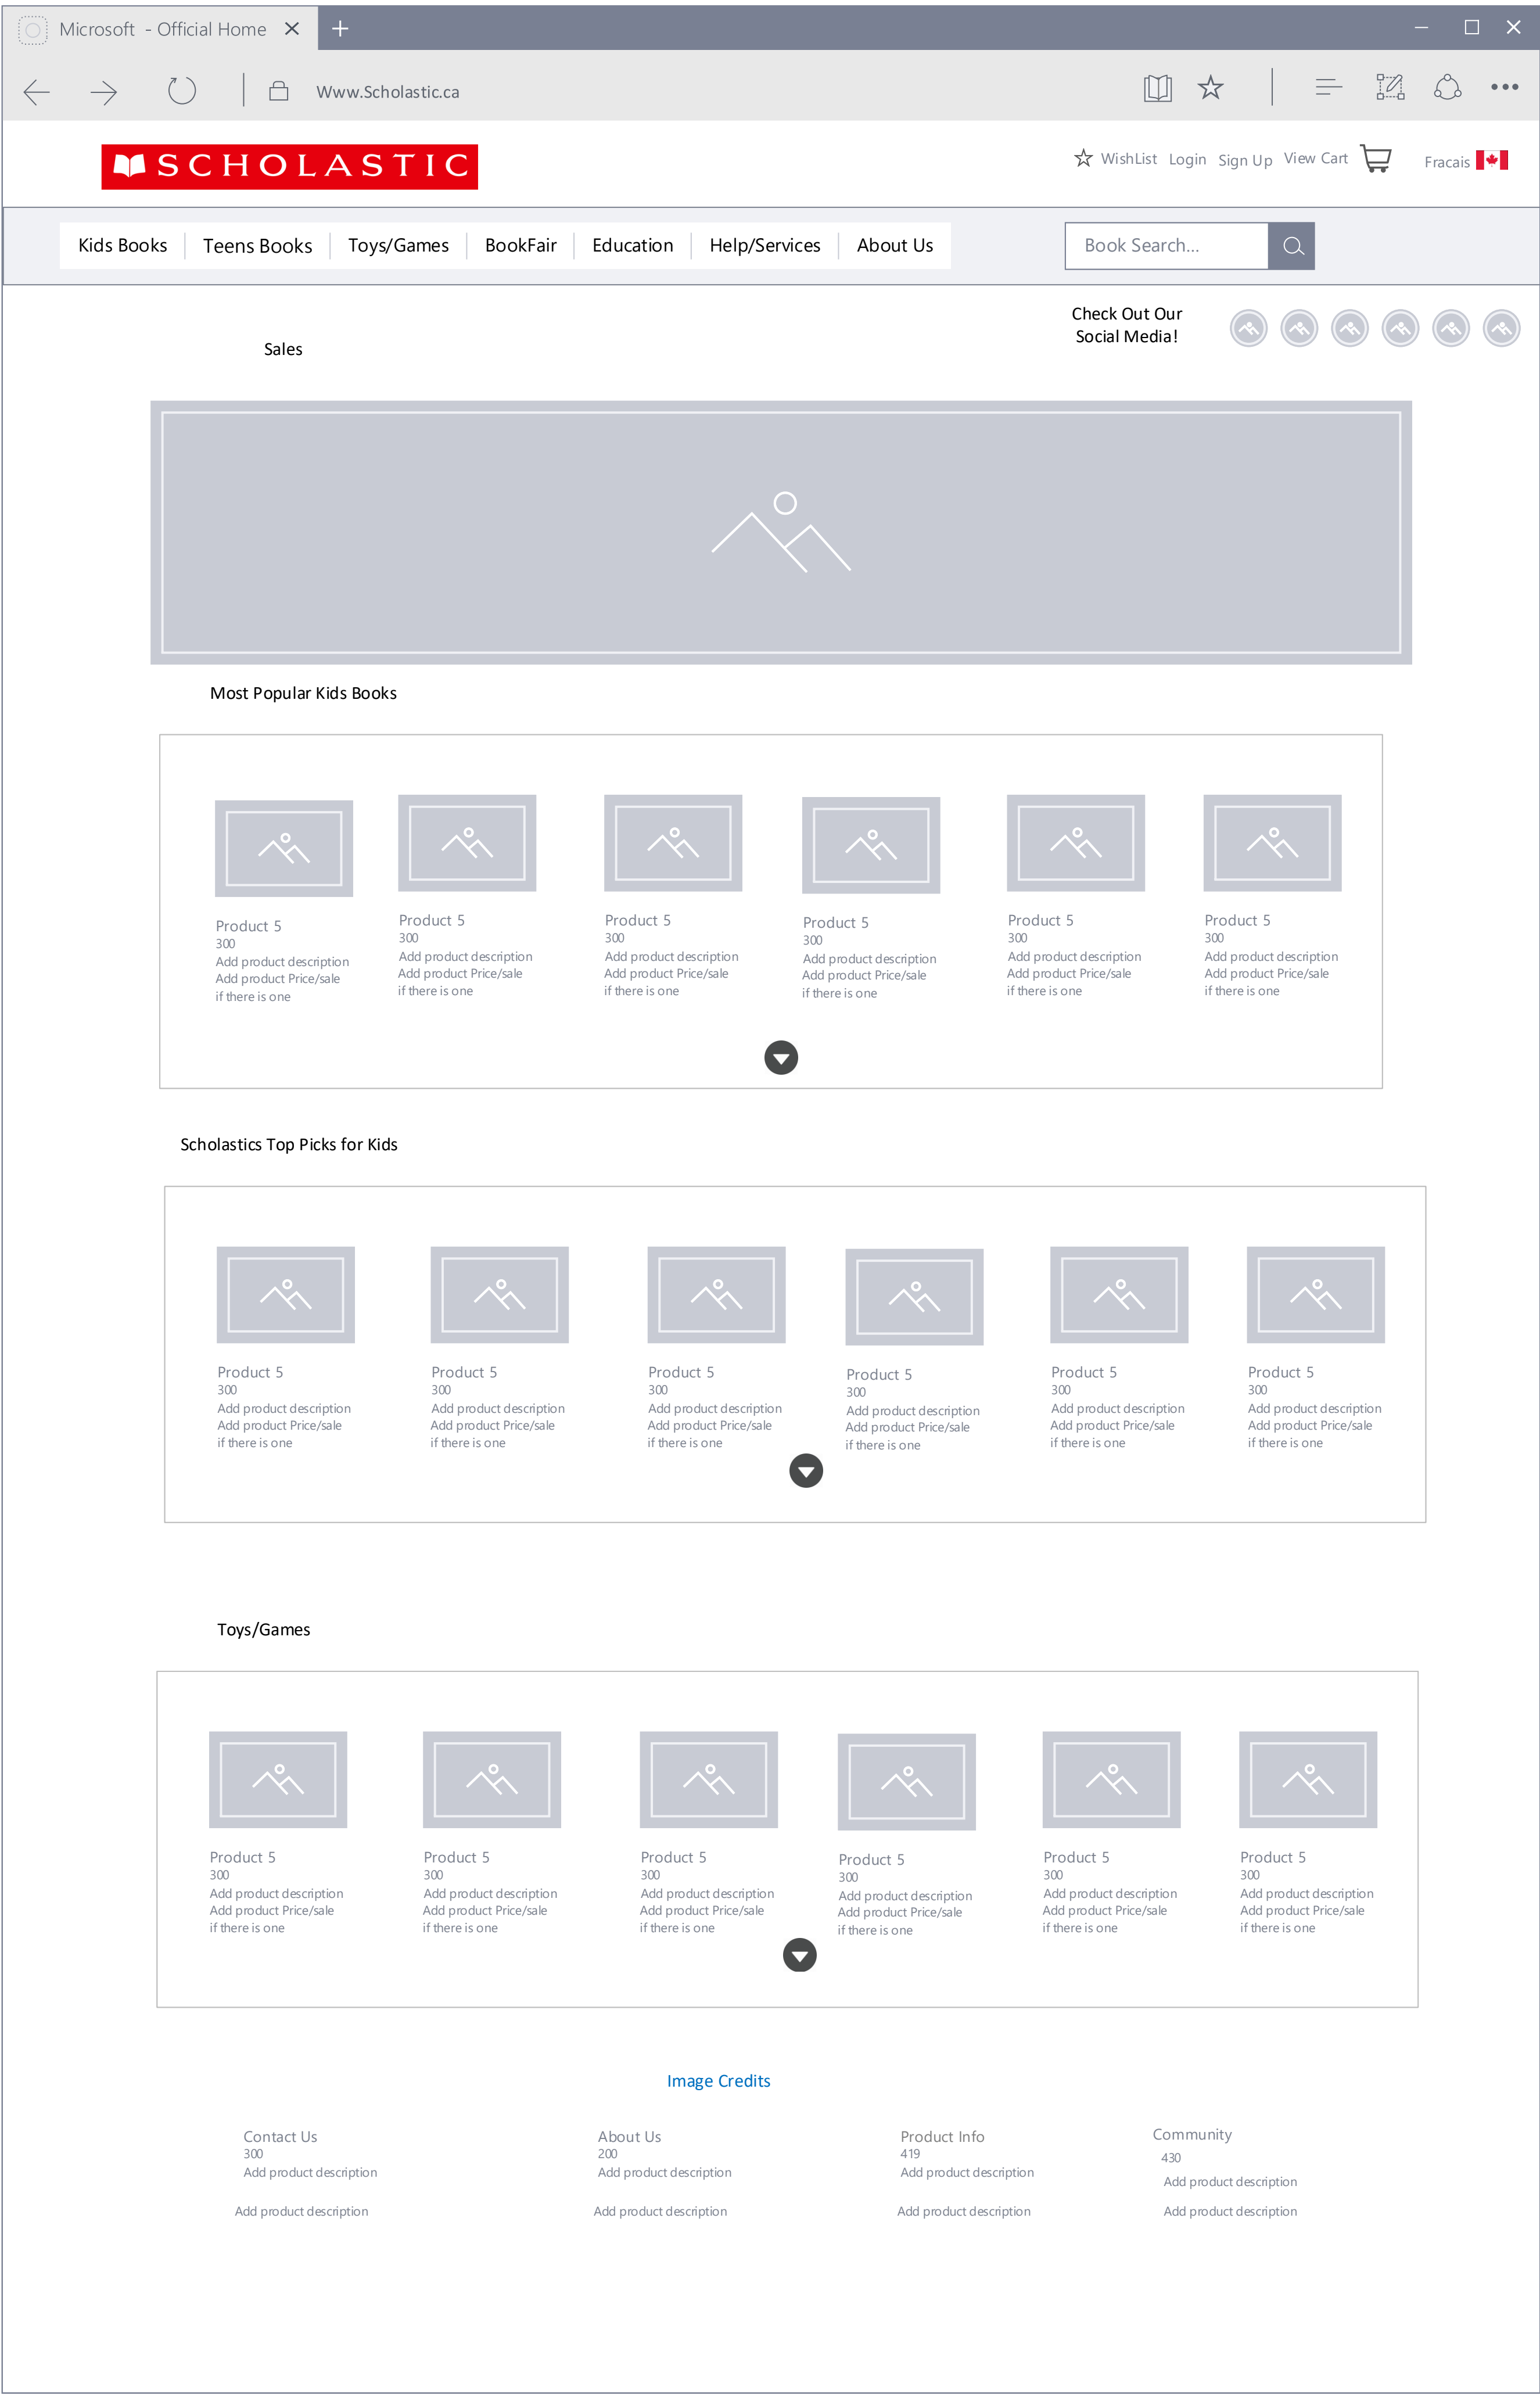 Microsoft - Official Home
Www.Scholastic.ca
SCHOLASTIC
WishList Login Sign Up View Cart Fracais
Kids Books Teens Books Toys/Games BookFair Education Help/Services About Us Book Search...
Check Out Our
Social Media!
Sales
Most Popular Kids Books
Product 5
300
Add product description
Add product Price/sale
if there is one
Product 5
300
Add product description
Add product Price/sale
if there is one
Product 5
300
Add product description
Add product Price/sale
if there is one
Product 5
300
Add product description
Add product Price/sale
if there is one
Product 5
300
Add product description
Add product Price/sale
if there is one
Product 5
300
Add product description
Add product Price/sale
if there is one
Scholastics Top Picks for Kids
Product 5
300
Add product description
Add product Price/sale
if there is one
Product 5
300
Add product description
Add product Price/sale
if there is one
Product 5
300
Add product description
Add product Price/sale
if there is one
Product 5
300
Add product description
Add product Price/sale
if there is one
Product 5
300
Add product description
Add product Price/sale
if there is one
Product 5
300
Add product description
Add product Price/sale
if there is one
Toys/Games
Product 5
300
Add product description
Add product Price/sale
if there is one
Product 5
300
Add product description
Add product Price/sale
if there is one
Product 5
300
Add product description
Add product Price/sale
if there is one
Product 5
300
Add product description
Add product Price/sale
if there is one
Product 5
300
Add product description
Add product Price/sale
if there is one
Product 5
300
Add product description
Add product Price/sale
if there is one
Image Credits
Contact Us
300
Add product description
Add product description
About Us
200
Add product description
Add product description
Product Info
419
Add product description
Add product description
Community
430
Add product description
Add product description